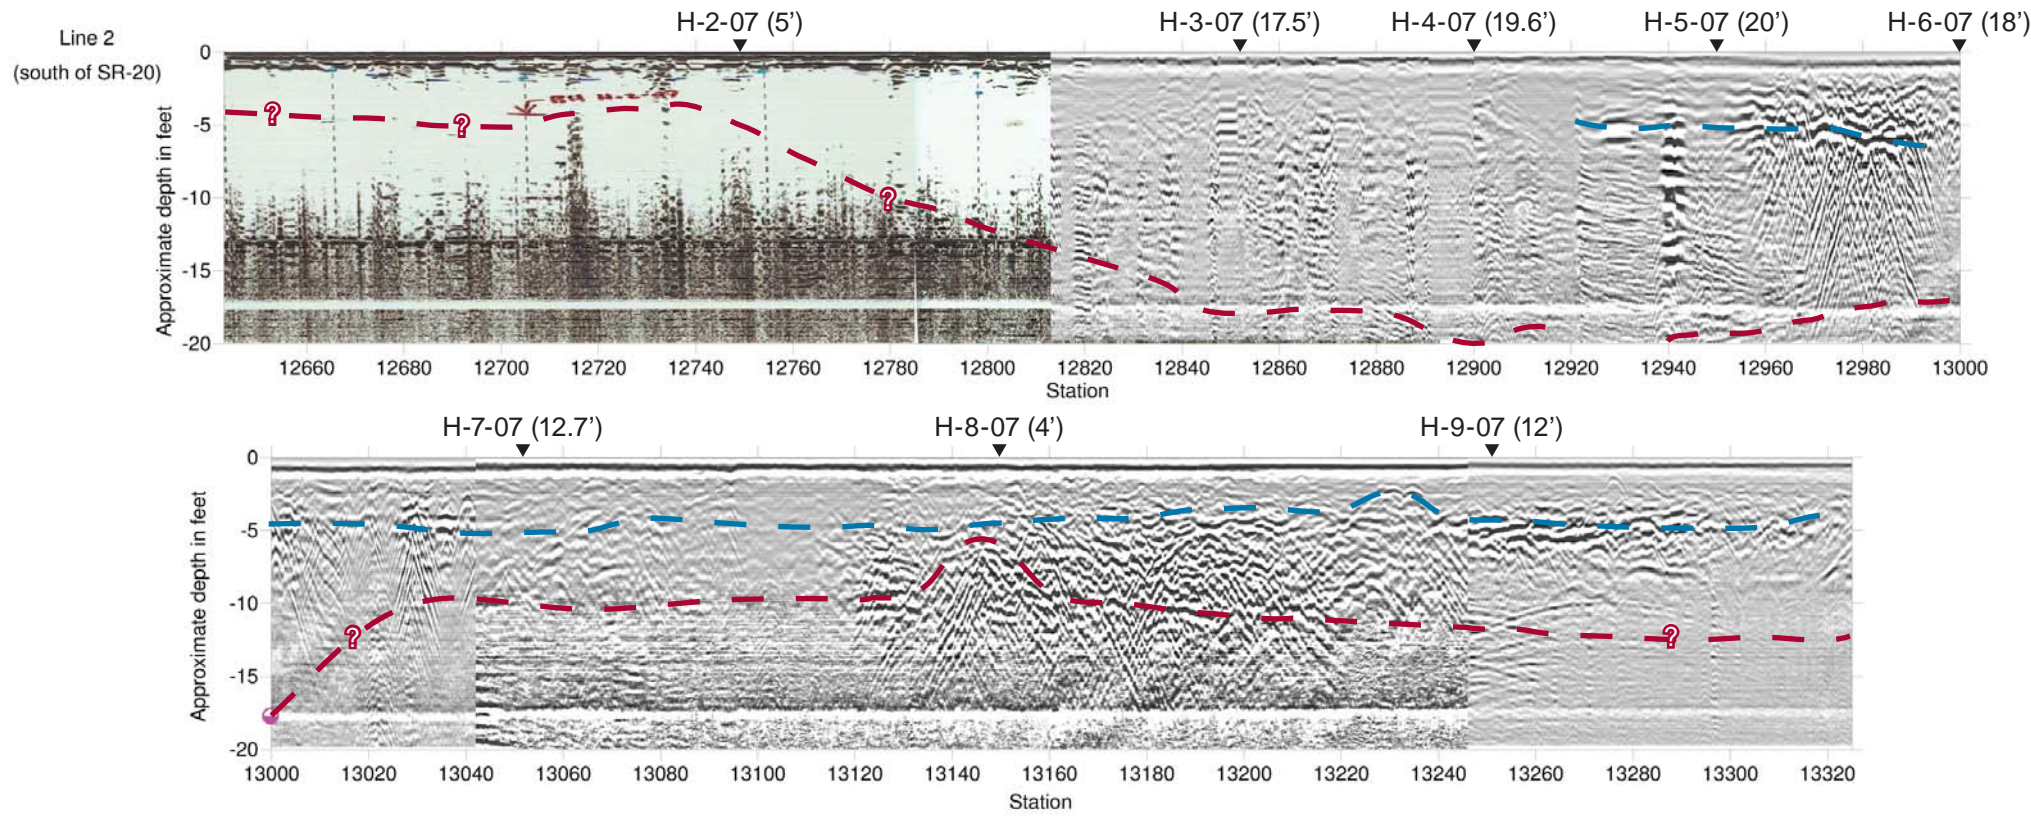 H-2-07 (5’) H-3-07 (17.5’) H-4-07 (19.6’) H-5-07 (20’) H-6-07 (18’)
Line 2
(south of SR-20)
Approximate depth in feet
0
-5
-10
-15
-20
? ? ?
BH H-2-07
12660 12680 12700 12720 12740 12760 12780 12800 12820 12840 12860 12880 12900 12920 12940 12960 12980 13000
Station
H-7-07 (12.7’) H-8-07 (4’) H-9-07 (12’)
Approximate depth in feet
0
-5
-10
-15
-20
? ?
13000 13020 13040 13060 13080 13100 13120 13140 13160 13180 13200 13220 13240 13260 13280 13300 13320
Station